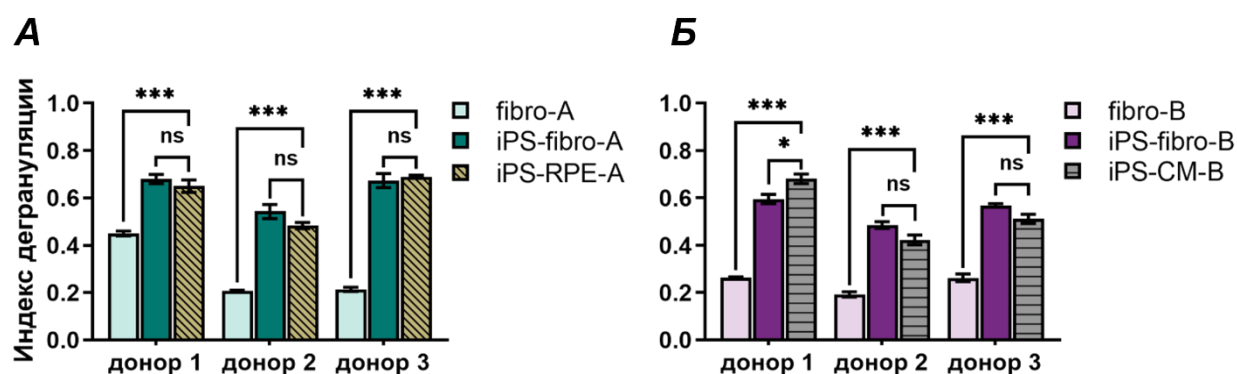 А
Б
Индекс дегрануляции
1.0
0.8
0.6
0.4
0.2
0.0
***
ns
***
ns
***
ns
донор 1
донор 2
донор 3
fibro-A
iPS-fibro-A
iPS-RPE-A
1.0
0.8
0.6
0.4
0.2
0.0
***
*
***
ns
***
ns
донор 1
донор 2
донор 3
fibro-B
iPS-fibro-B
iPS-CM-B